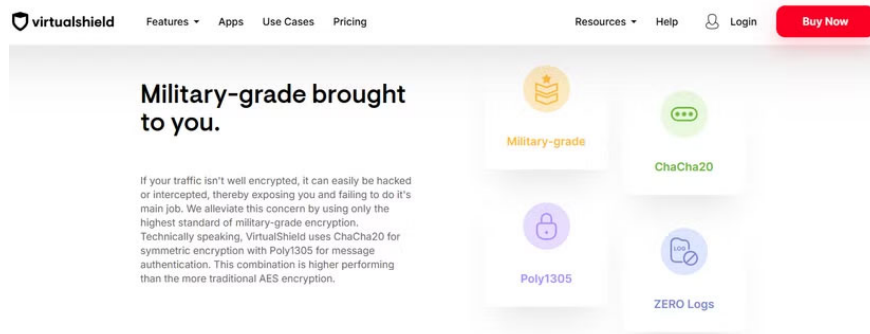 virtualshield Features Apps Use Cases Pricing Resources Help Login Buy Now
Military-grade brought
to you.
If your traffic isn't well encrypted, it can easily be hacked
or intercepted, thereby exposing you and failing to do it's
main job. We alleviate this concern by using only the
highest standard of military-grade encryption.
Technically speaking, VirtualShield uses ChaCha20 for
symmetric encryption with Poly1305 for message
authentication. This combination is higher performing
than the more traditional AES encryption.
Military-grade
ChaCha20
Poly1305
LOG
ZERO Logs